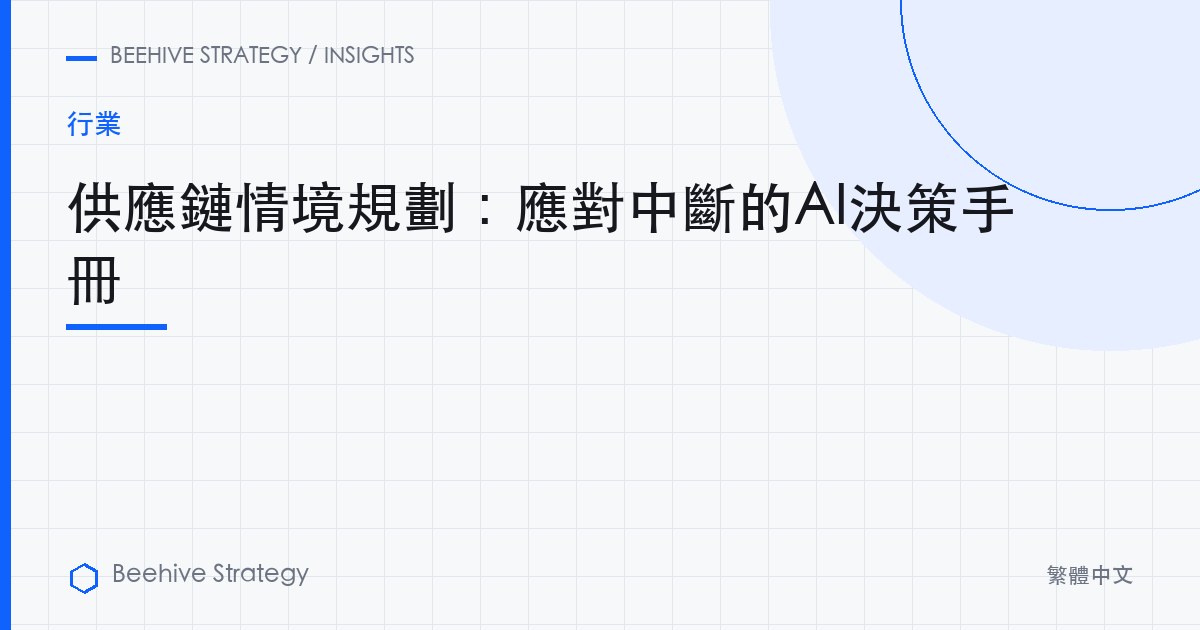 BEEHIVE STRATEGY / INSIGHTS
行業
供應鏈情境規劃：應對中斷的AI決策手
冊
Beehive Strategy
繁體中文